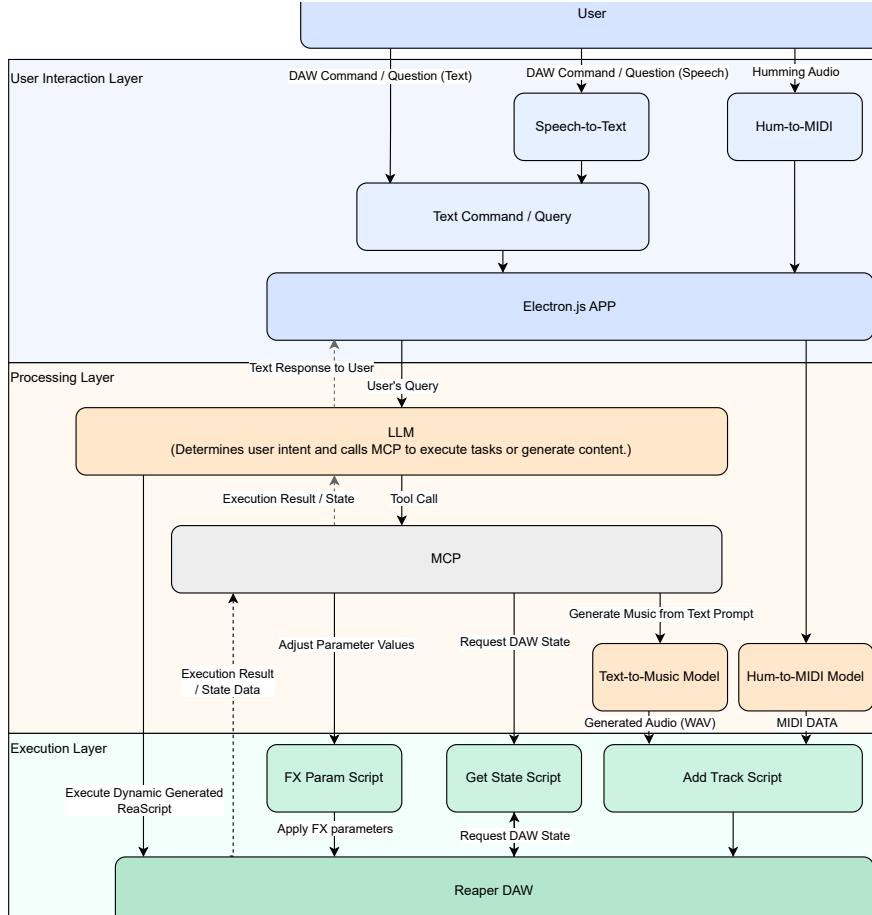 User
User Interaction Layer
DAW Command / Question (Text)
DAW Command / Question (Speech)
Humming Audio
Speech-to-Text
Hum-to-MIDI
Text Command / Query
Electron.js APP
Text Response to User
Processing Layer
User's Query
LLM
(Determines user intent and calls MCP to execute tasks or generate content.)
Execution Result / State
Tool Call
MCP
Generate Music from Text Prompt
Adjust Parameter Values
Request DAW State
Execution Result
/ State Data
Text-to-Music Model
Hum-to-MIDI Model
Generated Audio (WAV)
MIDI DATA
Execution Layer
FX Param Script
Get State Script
Add Track Script
Execute Dynamic Generated
ReaScript
Apply FX parameters
Request DAW State
Reaper DAW